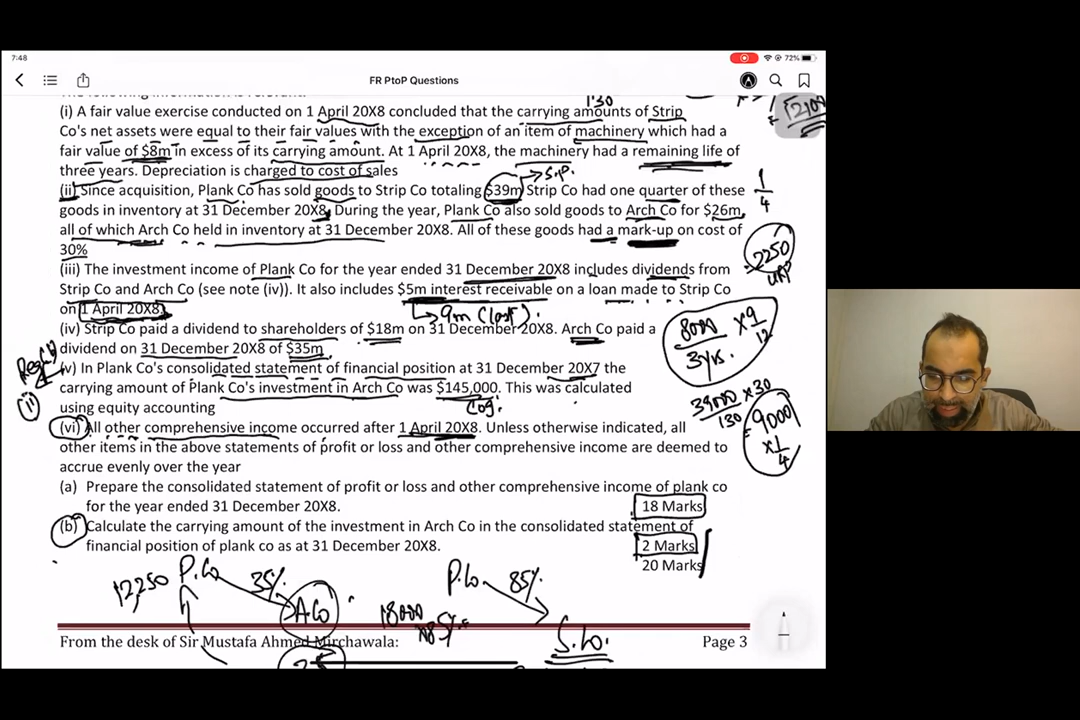 7:48
72%
FR PtoP Questions
130
(i) A fair value exercise conducted on 1 April 20X8 concluded that the carrying amounts of Strip
Co's net assets were equal to their fair values with the exception of an item of machinery which had a
fair value of $8m in excess of its carrying amount. At 1 April 20X8, the machinery had a remaining life of
three years. Depreciation is charged to cost of sales
S.P.
(ii) Since acquisition, Plank Co has sold goods to Strip Co totaling $39m Strip Co had one quarter of these
1/4
goods in inventory at 31 December 20X8. During the year, Plank Co also sold goods to Arch Co for $26m,
all of which Arch Co held in inventory at 31 December 20X8. All of these goods had a mark-up on cost of
30%
2250
(iii) The investment income of Plank Co for the year ended 31 December 20X8 includes dividends from
Strip Co and Arch Co (see note (iv)). It also includes $5m interest receivable on a loan made to Strip Co
on 1 April 20X8.
(iv) Strip Co paid a dividend to shareholders of $18m on 31 December 20X8. Arch Co paid a
8000/3yrs. × 9/12
dividend on 31 December 20X8 of $35m
(v) In Plank Co's consolidated statement of financial position at 31 December 20X7 the
(i) carrying amount of Plank Co's investment in Arch Co was $145,000. This was calculated
39000/130 × 30
using equity accounting
= 9000 × 1/4
(vi) All other comprehensive income occurred after 1 April 20X8. Unless otherwise indicated, all
other items in the above statements of profit or loss and other comprehensive income are deemed to
accrue evenly over the year
(a) Prepare the consolidated statement of profit or loss and other comprehensive income of plank co
for the year ended 31 December 20X8. 18 Marks
(b) Calculate the carrying amount of the investment in Arch Co in the consolidated statement of
financial position of plank co as at 31 December 20X8. 2 Marks
20 Marks
12,250 P.Co 35% A.Co
P.Co 85% S.Co.
18000 × 85%
From the desk of Sir Mustafa Ahmed Mirchawala: Page 3